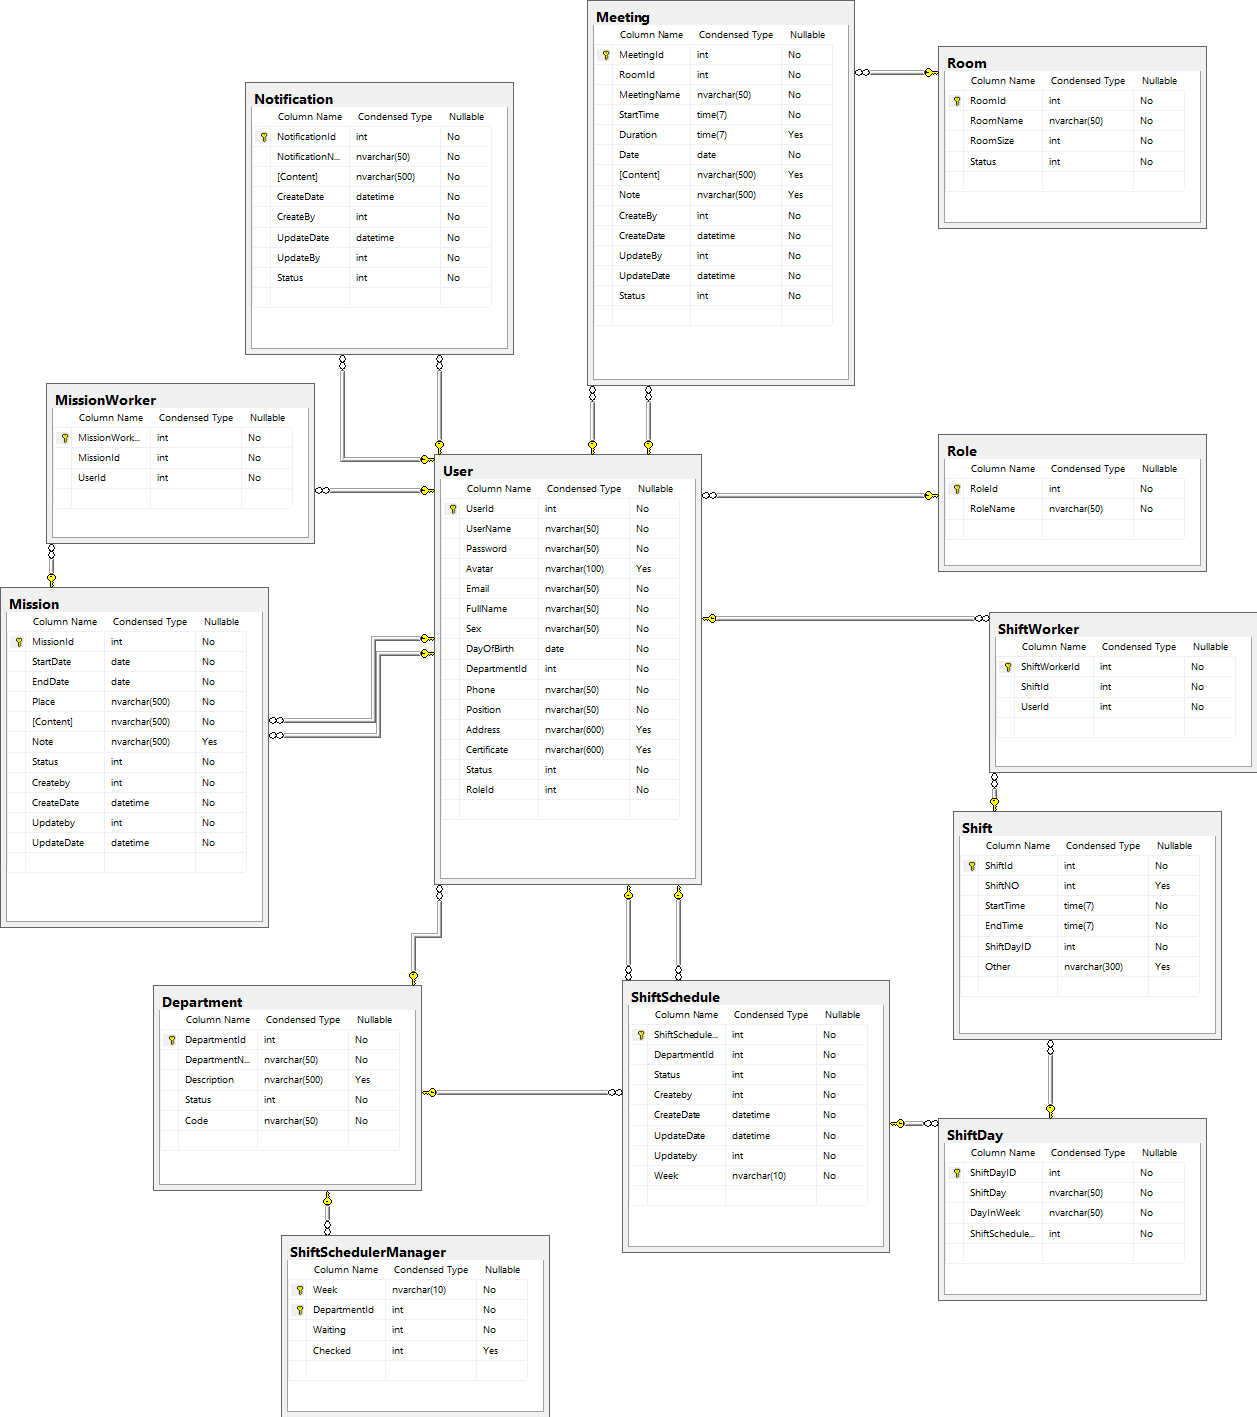 Meeting
Column Name Condensed Type Nullable
MeetingId int No
RoomId int No
MeetingName nvarchar(50) No
StartTime time(7) No
Duration time(7) Yes
Date date No
[Content] nvarchar(500) Yes
Note nvarchar(500) Yes
CreateBy int No
CreateDate datetime No
UpdateBy int No
UpdateDate datetime No
Status int No
Room
Column Name Condensed Type Nullable
RoomId int No
RoomName nvarchar(50) No
RoomSize int No
Status int No
Notification
Column Name Condensed Type Nullable
NotificationId int No
NotificationN... nvarchar(50) No
[Content] nvarchar(500) No
CreateDate datetime No
CreateBy int No
UpdateDate datetime No
UpdateBy int No
Status int No
MissionWorker
Column Name Condensed Type Nullable
MissionWork... int No
MissionId int No
UserId int No
User
Column Name Condensed Type Nullable
UserId int No
UserName nvarchar(50) No
Password nvarchar(50) No
Avatar nvarchar(100) Yes
Email nvarchar(50) No
FullName nvarchar(50) No
Sex nvarchar(50) No
DayOfBirth date No
DepartmentId int No
Phone nvarchar(50) No
Position nvarchar(50) No
Address nvarchar(600) Yes
Certificate nvarchar(600) Yes
Status int No
RoleId int No
Role
Column Name Condensed Type Nullable
RoleId int No
RoleName nvarchar(50) No
Mission
Column Name Condensed Type Nullable
MissionId int No
StartDate date No
EndDate date No
Place nvarchar(500) No
[Content] nvarchar(500) No
Note nvarchar(500) Yes
Status int No
Createby int No
CreateDate datetime No
Updateby int No
UpdateDate datetime No
ShiftWorker
Column Name Condensed Type Nullable
ShiftWorkerId int No
ShiftId int No
UserId int No
Shift
Column Name Condensed Type Nullable
ShiftId int No
ShiftNO int Yes
StartTime time(7) No
EndTime time(7) No
ShiftDayID int No
Other nvarchar(300) Yes
Department
Column Name Condensed Type Nullable
DepartmentId int No
DepartmentN... nvarchar(50) No
Description nvarchar(500) Yes
Status int No
Code nvarchar(50) No
ShiftSchedule
Column Name Condensed Type Nullable
ShiftSchedule... int No
DepartmentId int No
Status int No
Createby int No
CreateDate datetime No
UpdateDate datetime No
Updateby int No
Week nvarchar(10) No
ShiftDay
Column Name Condensed Type Nullable
ShiftDayID int No
ShiftDay nvarchar(50) No
DayInWeek nvarchar(50) No
ShiftSchedule... int No
ShiftSchedulerManager
Column Name Condensed Type Nullable
Week nvarchar(10) No
DepartmentId int No
Waiting int No
Checked int Yes